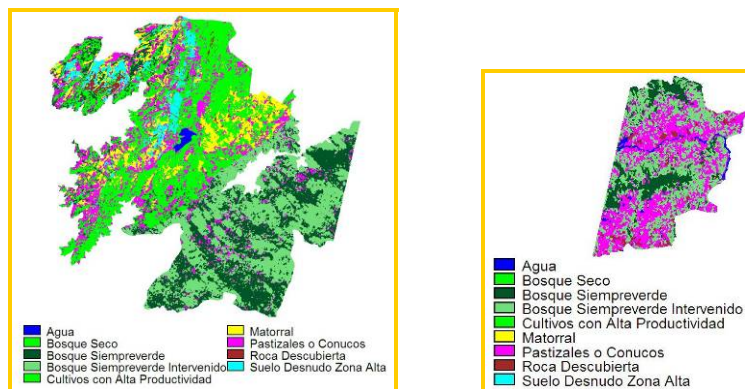 Agua
Bosque Seco
Bosque Siempreverde
Bosque Siempreverde Intervenido
Cultivos con Alta Productividad
Matorral
Pastizales o Conucos
Roca Descubierta
Suelo Desnudo Zona Alta
Agua
Bosque Seco
Bosque Siempreverde
Bosque Siempreverde Intervenido
Cultivos con Alta Productividad
Matorral
Pastizales o Conucos
Roca Descubierta
Suelo Desnudo Zona Alta